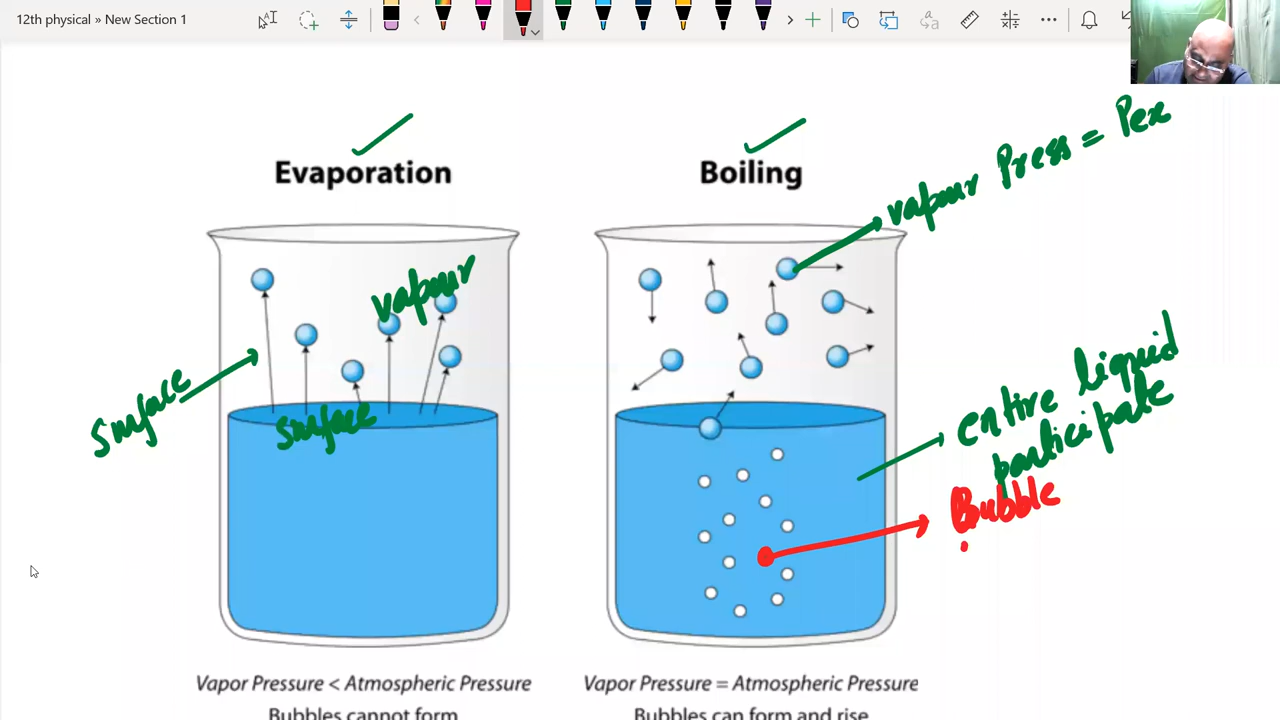 12th physical » New Section 1
Evaporation
Boiling
vapour Press = Pex
vapour
surface
surface
entire liquid
participate
Bubble
Vapor Pressure < Atmospheric Pressure
Bubbles cannot form
Vapor Pressure = Atmospheric Pressure
Bubbles can form and rise